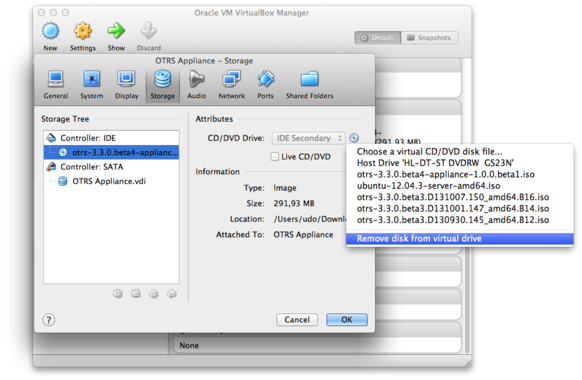 Oracle VM VirtualBox Manager
New
Settings
Show
Discard
Details
Snapshots
OTRS Appliance – Storage
General
System
Display
Storage
Audio
Network
Ports
Shared Folders
Storage Tree
Controller: IDE
otrs-3.3.0.beta4-applianc...
Controller: SATA
OTRS Appliance.vdi
Attributes
CD/DVD Drive:
IDE Secondary
Live CD/DVD
Information
Type: Image
Size: 291,93 MB
Location: /Users/udo/Downl
Attached To: OTRS Appliance
(291,93 MB)
Choose a virtual CD/DVD disk file...
Host Drive 'HL-DT-ST DVDRW GS23N'
otrs-3.3.0.beta4-appliance-1.0.0.beta1.iso
ubuntu-12.04.3-server-amd64.iso
otrs-3.3.0.beta3.D131007.150_amd64.B16.iso
otrs-3.3.0.beta3.D131001.147_amd64.B14.iso
otrs-3.3.0.beta3.D130930.145_amd64.B12.iso
Remove disk from virtual drive
?
Cancel
OK
None